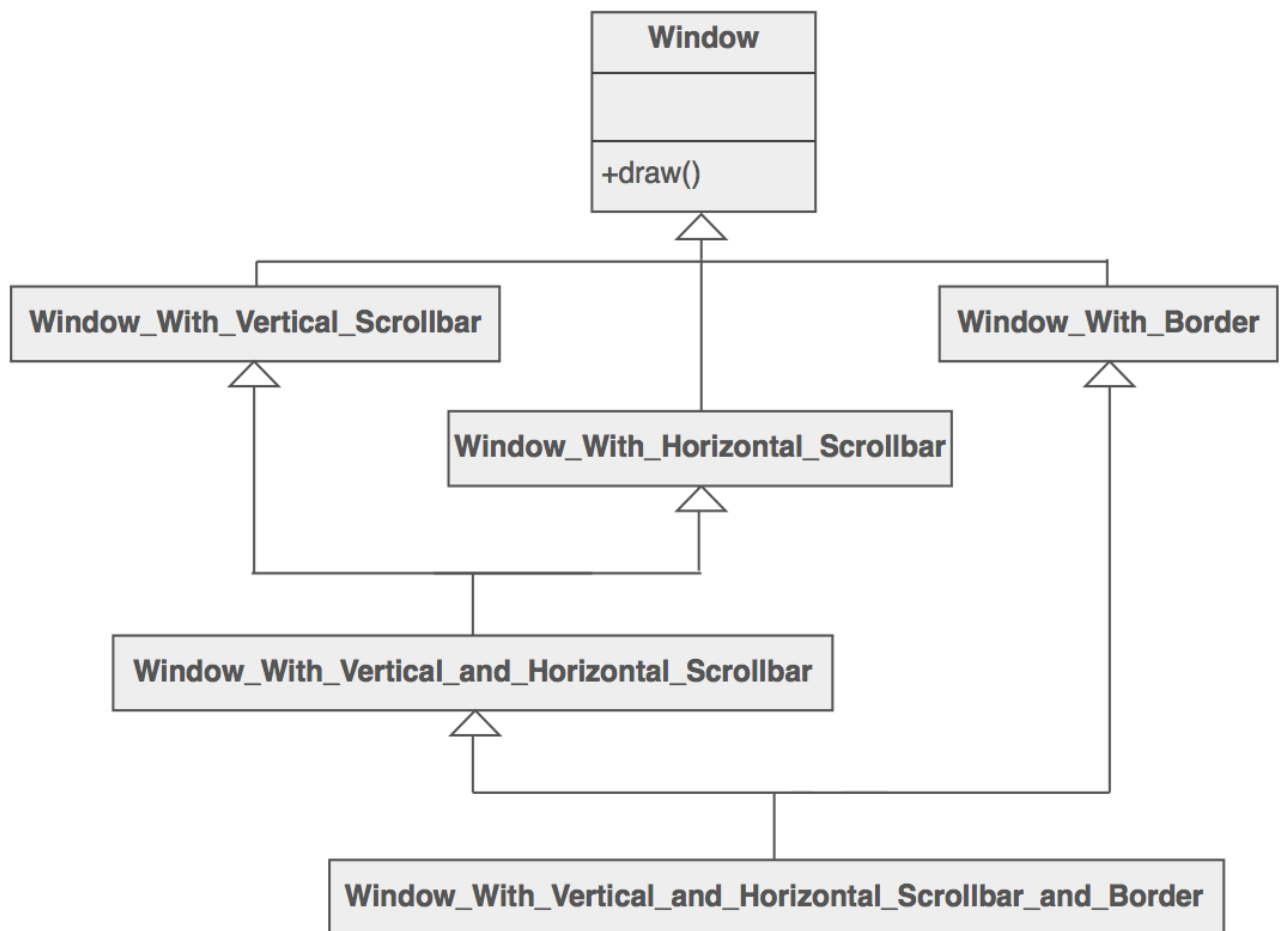 Window
+draw()
Window_With_Vertical_Scrollbar
Window_With_Border
Window_With_Horizontal_Scrollbar
Window_With_Vertical_and_Horizontal_Scrollbar
Window_With_Vertical_and_Horizontal_Scrollbar_and_Border